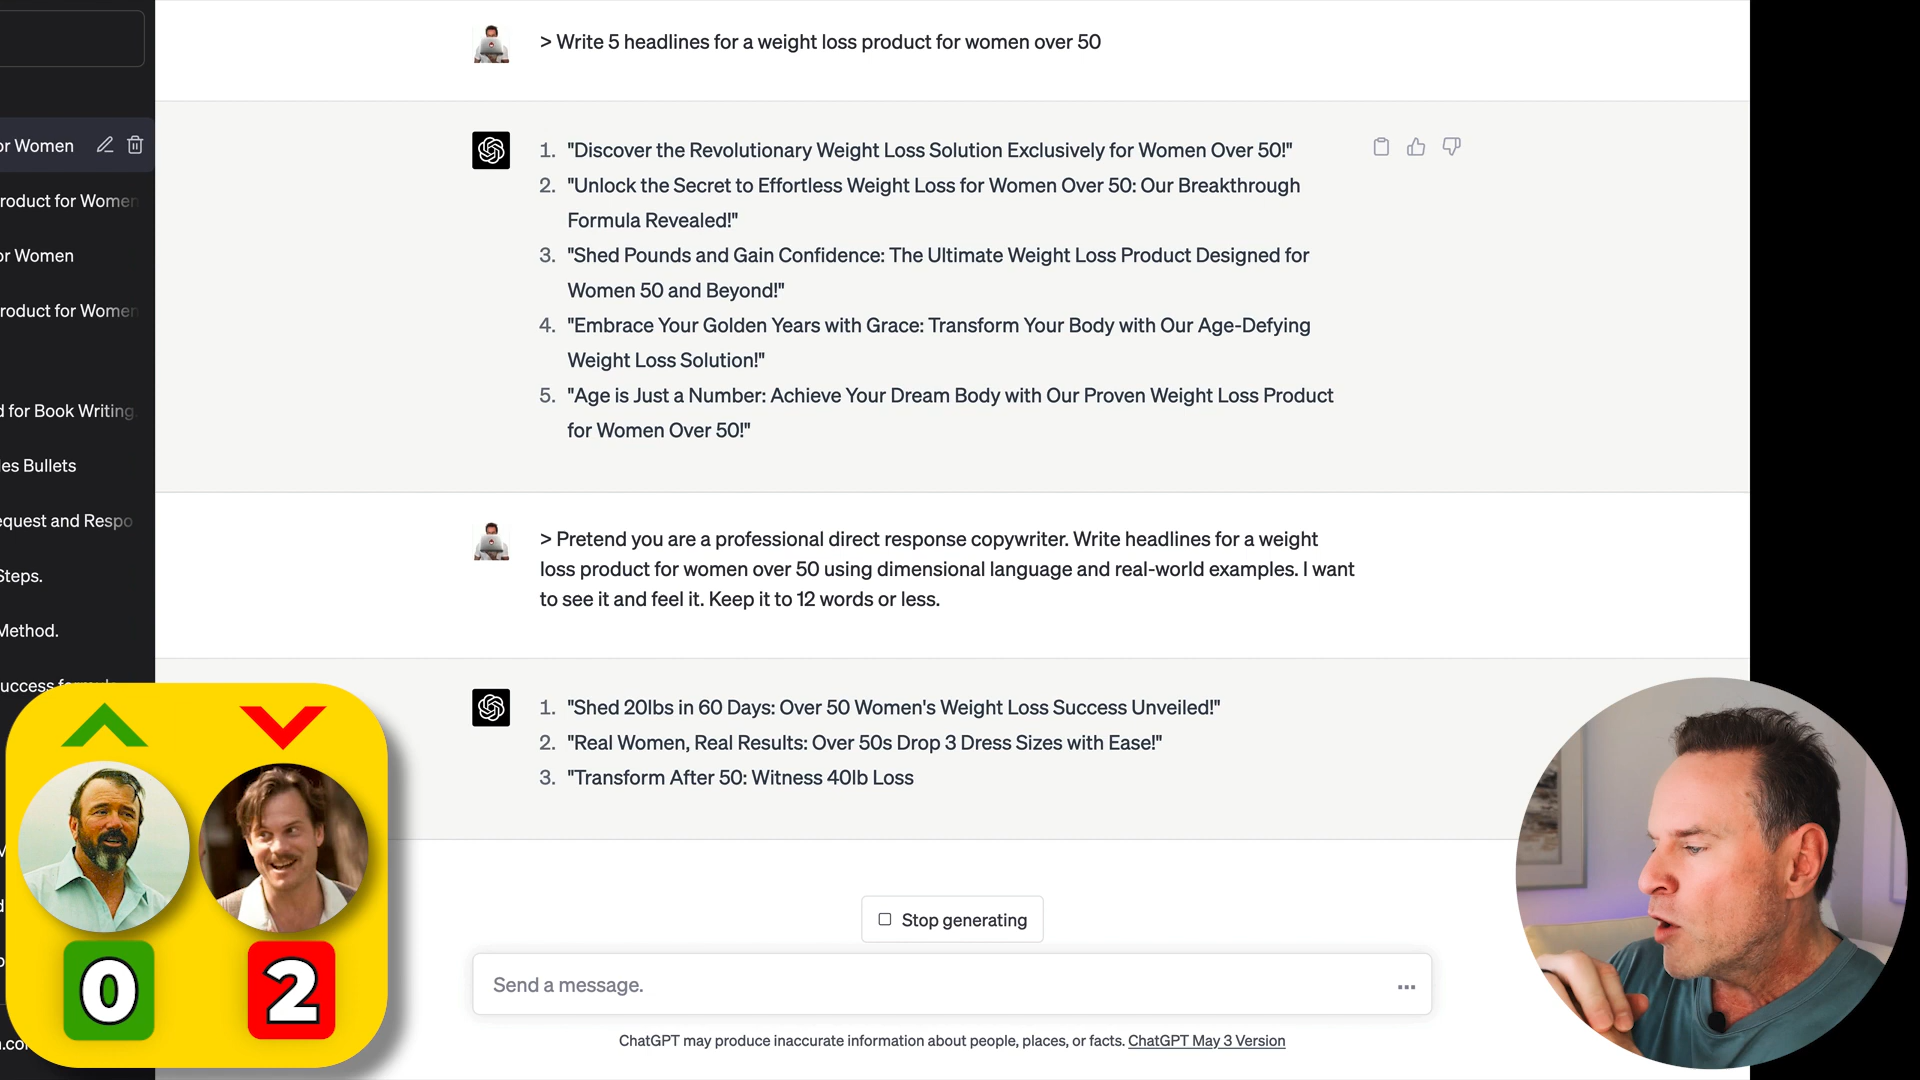 > Write 5 headlines for a weight loss product for women over 50
or Women
roduct for Women
or Women
roduct for Women
d for Book Writing
es Bullets
equest and Respo
Steps.
Method.
uccess
1. "Discover the Revolutionary Weight Loss Solution Exclusively for Women Over 50!"
2. "Unlock the Secret to Effortless Weight Loss for Women Over 50: Our Breakthrough
Formula Revealed!"
3. "Shed Pounds and Gain Confidence: The Ultimate Weight Loss Product Designed for
Women 50 and Beyond!"
4. "Embrace Your Golden Years with Grace: Transform Your Body with Our Age-Defying
Weight Loss Solution!"
5. "Age is Just a Number: Achieve Your Dream Body with Our Proven Weight Loss Product
for Women Over 50!"
> Pretend you are a professional direct response copywriter. Write headlines for a weight
loss product for women over 50 using dimensional language and real-world examples. I want
to see it and feel it. Keep it to 12 words or less.
1. "Shed 20lbs in 60 Days: Over 50 Women's Weight Loss Success Unveiled!"
2. "Real Women, Real Results: Over 50s Drop 3 Dress Sizes with Ease!"
3. "Transform After 50: Witness 40lb Loss
0 2
Stop generating
Send a message.
ChatGPT may produce inaccurate information about people, places, or facts. ChatGPT May 3 Version